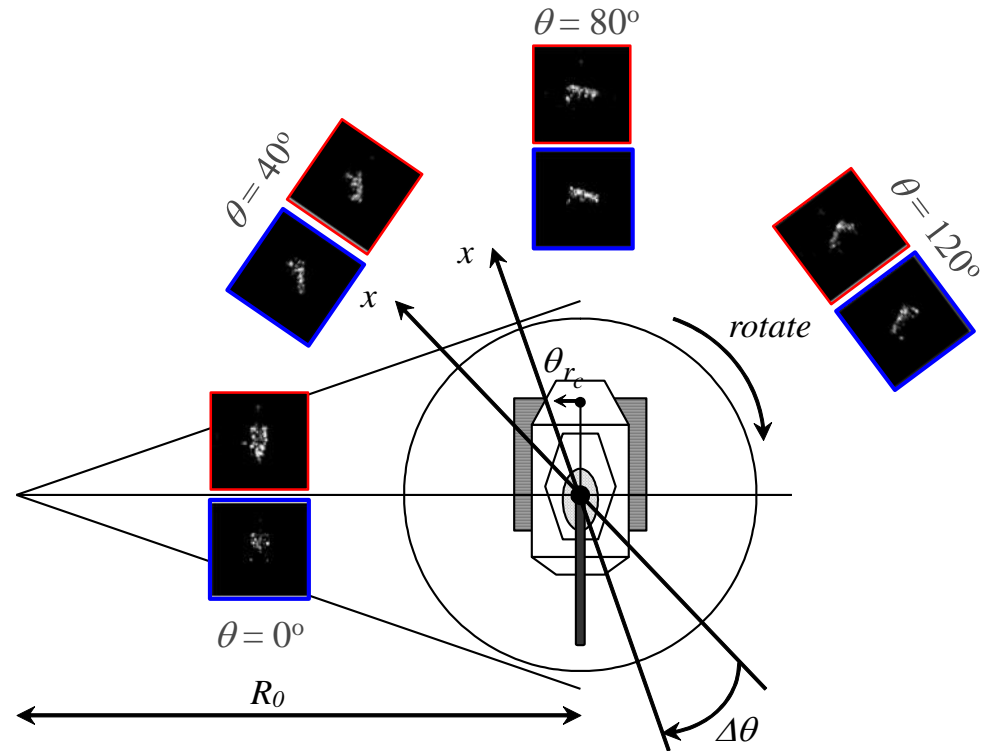 θ = 80°
θ = 40°
θ = 120°
x
x
rotate
θ_{r_c}
θ = 0°
R_0
Δθ